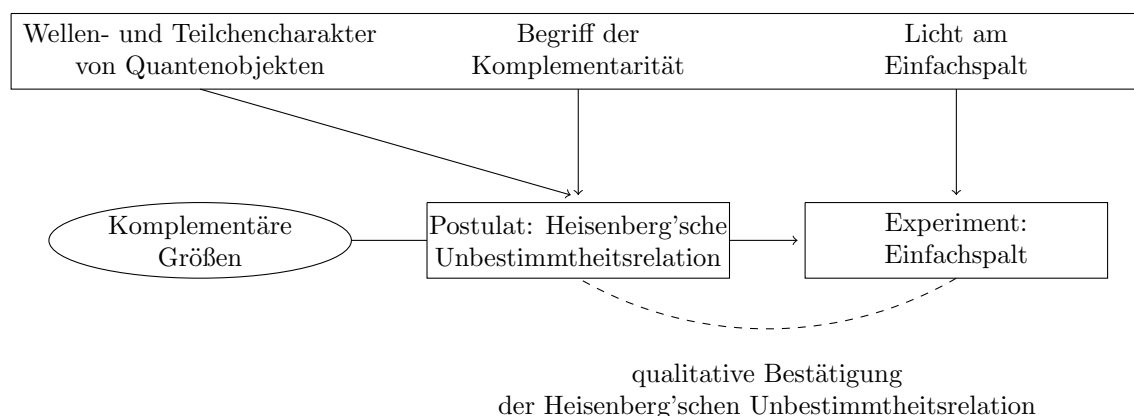 Wellen- und Teilchencharakter
von Quantenobjekten
Begriff der
Komplementarität
Licht am
Einfachspalt
Komplementäre
Größen
Postulat: Heisenberg'sche
Unbestimmtheitsrelation
Experiment:
Einfachspalt
qualitative Bestätigung
der Heisenberg'schen Unbestimmtheitsrelation